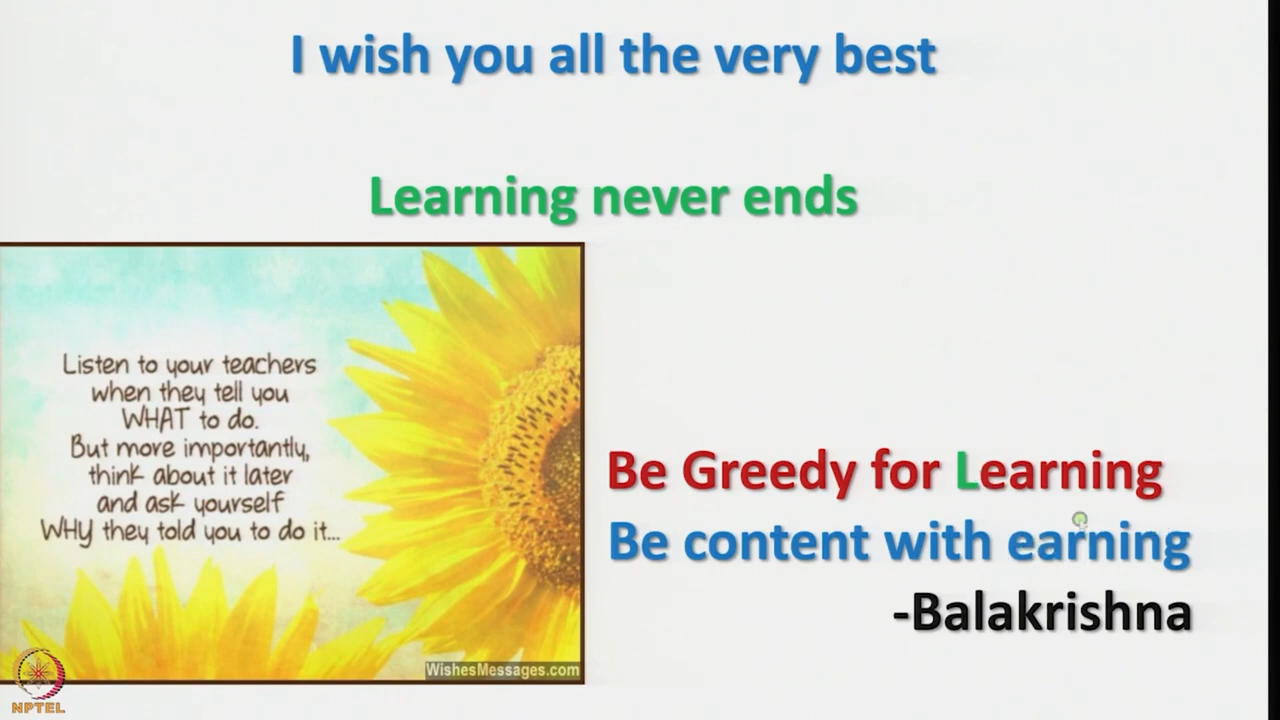 I wish you all the very best
Learning never ends
Listen to your teachers
when they tell you
WHAT to do.
But more importantly,
think about it later
and ask yourself
WHY they told you to do it...
WishesMessages.com
Be Greedy for Learning
Be content with earning
-Balakrishna
NPTEL